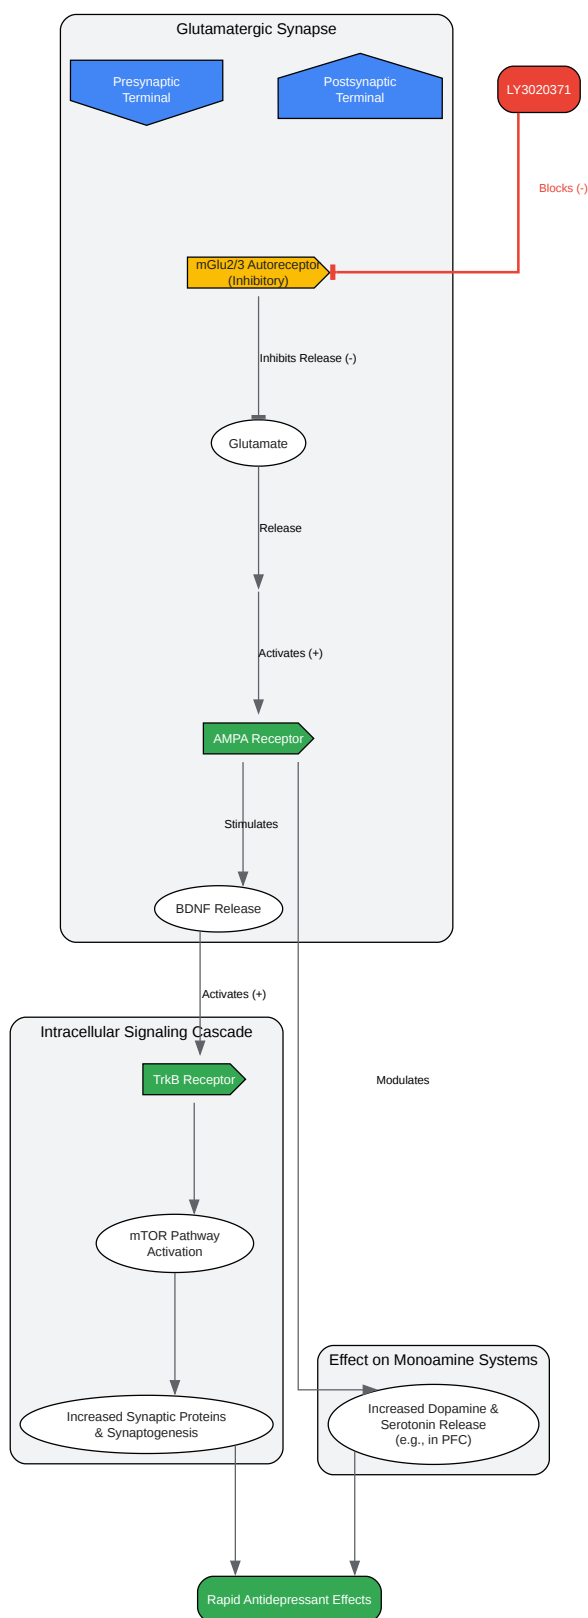 Glutamatergic Synapse
Presynaptic
Terminal
Postsynaptic
Terminal
LY3020371
Blocks (-)
mGlu2/3 Autoreceptor
(Inhibitory)
Inhibits Release (-)
Glutamate
Release
Activates (+)
AMPA Receptor
Stimulates
BDNF Release
Activates (+)
Intracellular Signaling Cascade
TrkB Receptor
Modulates
mTOR Pathway
Activation
Effect on Monoamine Systems
Increased Synaptic Proteins
& Synaptogenesis
Increased Dopamine &
Serotonin Release
(e.g., in PFC)
Rapid Antidepressant Effects